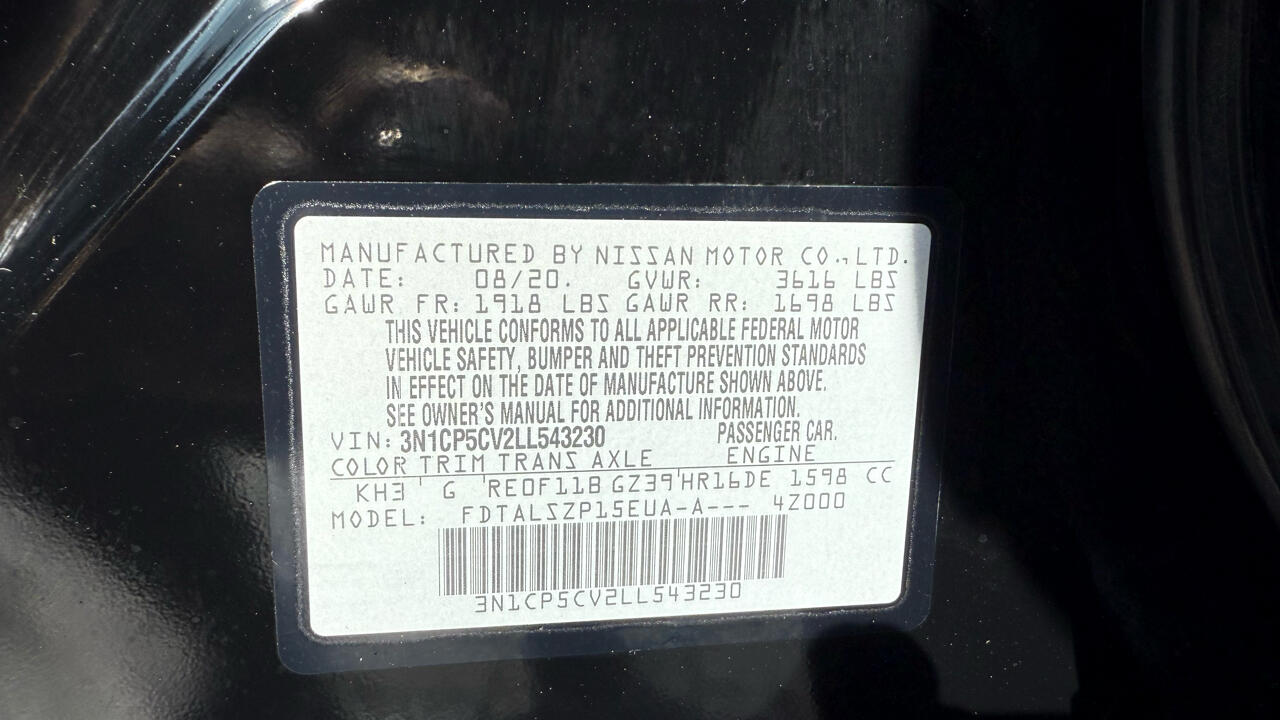 MANUFACTURED BY NISSAN MOTOR CO.,LTD.
DATE: 08/20. GVWR: 3616 LBS
GAWR FR: 1918 LBS GAWR RR: 1698 LBS
THIS VEHICLE CONFORMS TO ALL APPLICABLE FEDERAL MOTOR
VEHICLE SAFETY, BUMPER AND THEFT PREVENTION STANDARDS
IN EFFECT ON THE DATE OF MANUFACTURE SHOWN ABOVE.
SEE OWNER'S MANUAL FOR ADDITIONAL INFORMATION.
VIN: 3N1CP5CV2LL543230 PASSENGER CAR.
COLOR TRIM TRANS AXLE ENGINE
KH3 ' G 'RE0F11B GZ39'HR16DE 1598 CC
MODEL: FDTALSZP15EUA-A--- 4Z000
3N1CP5CV2LL543230